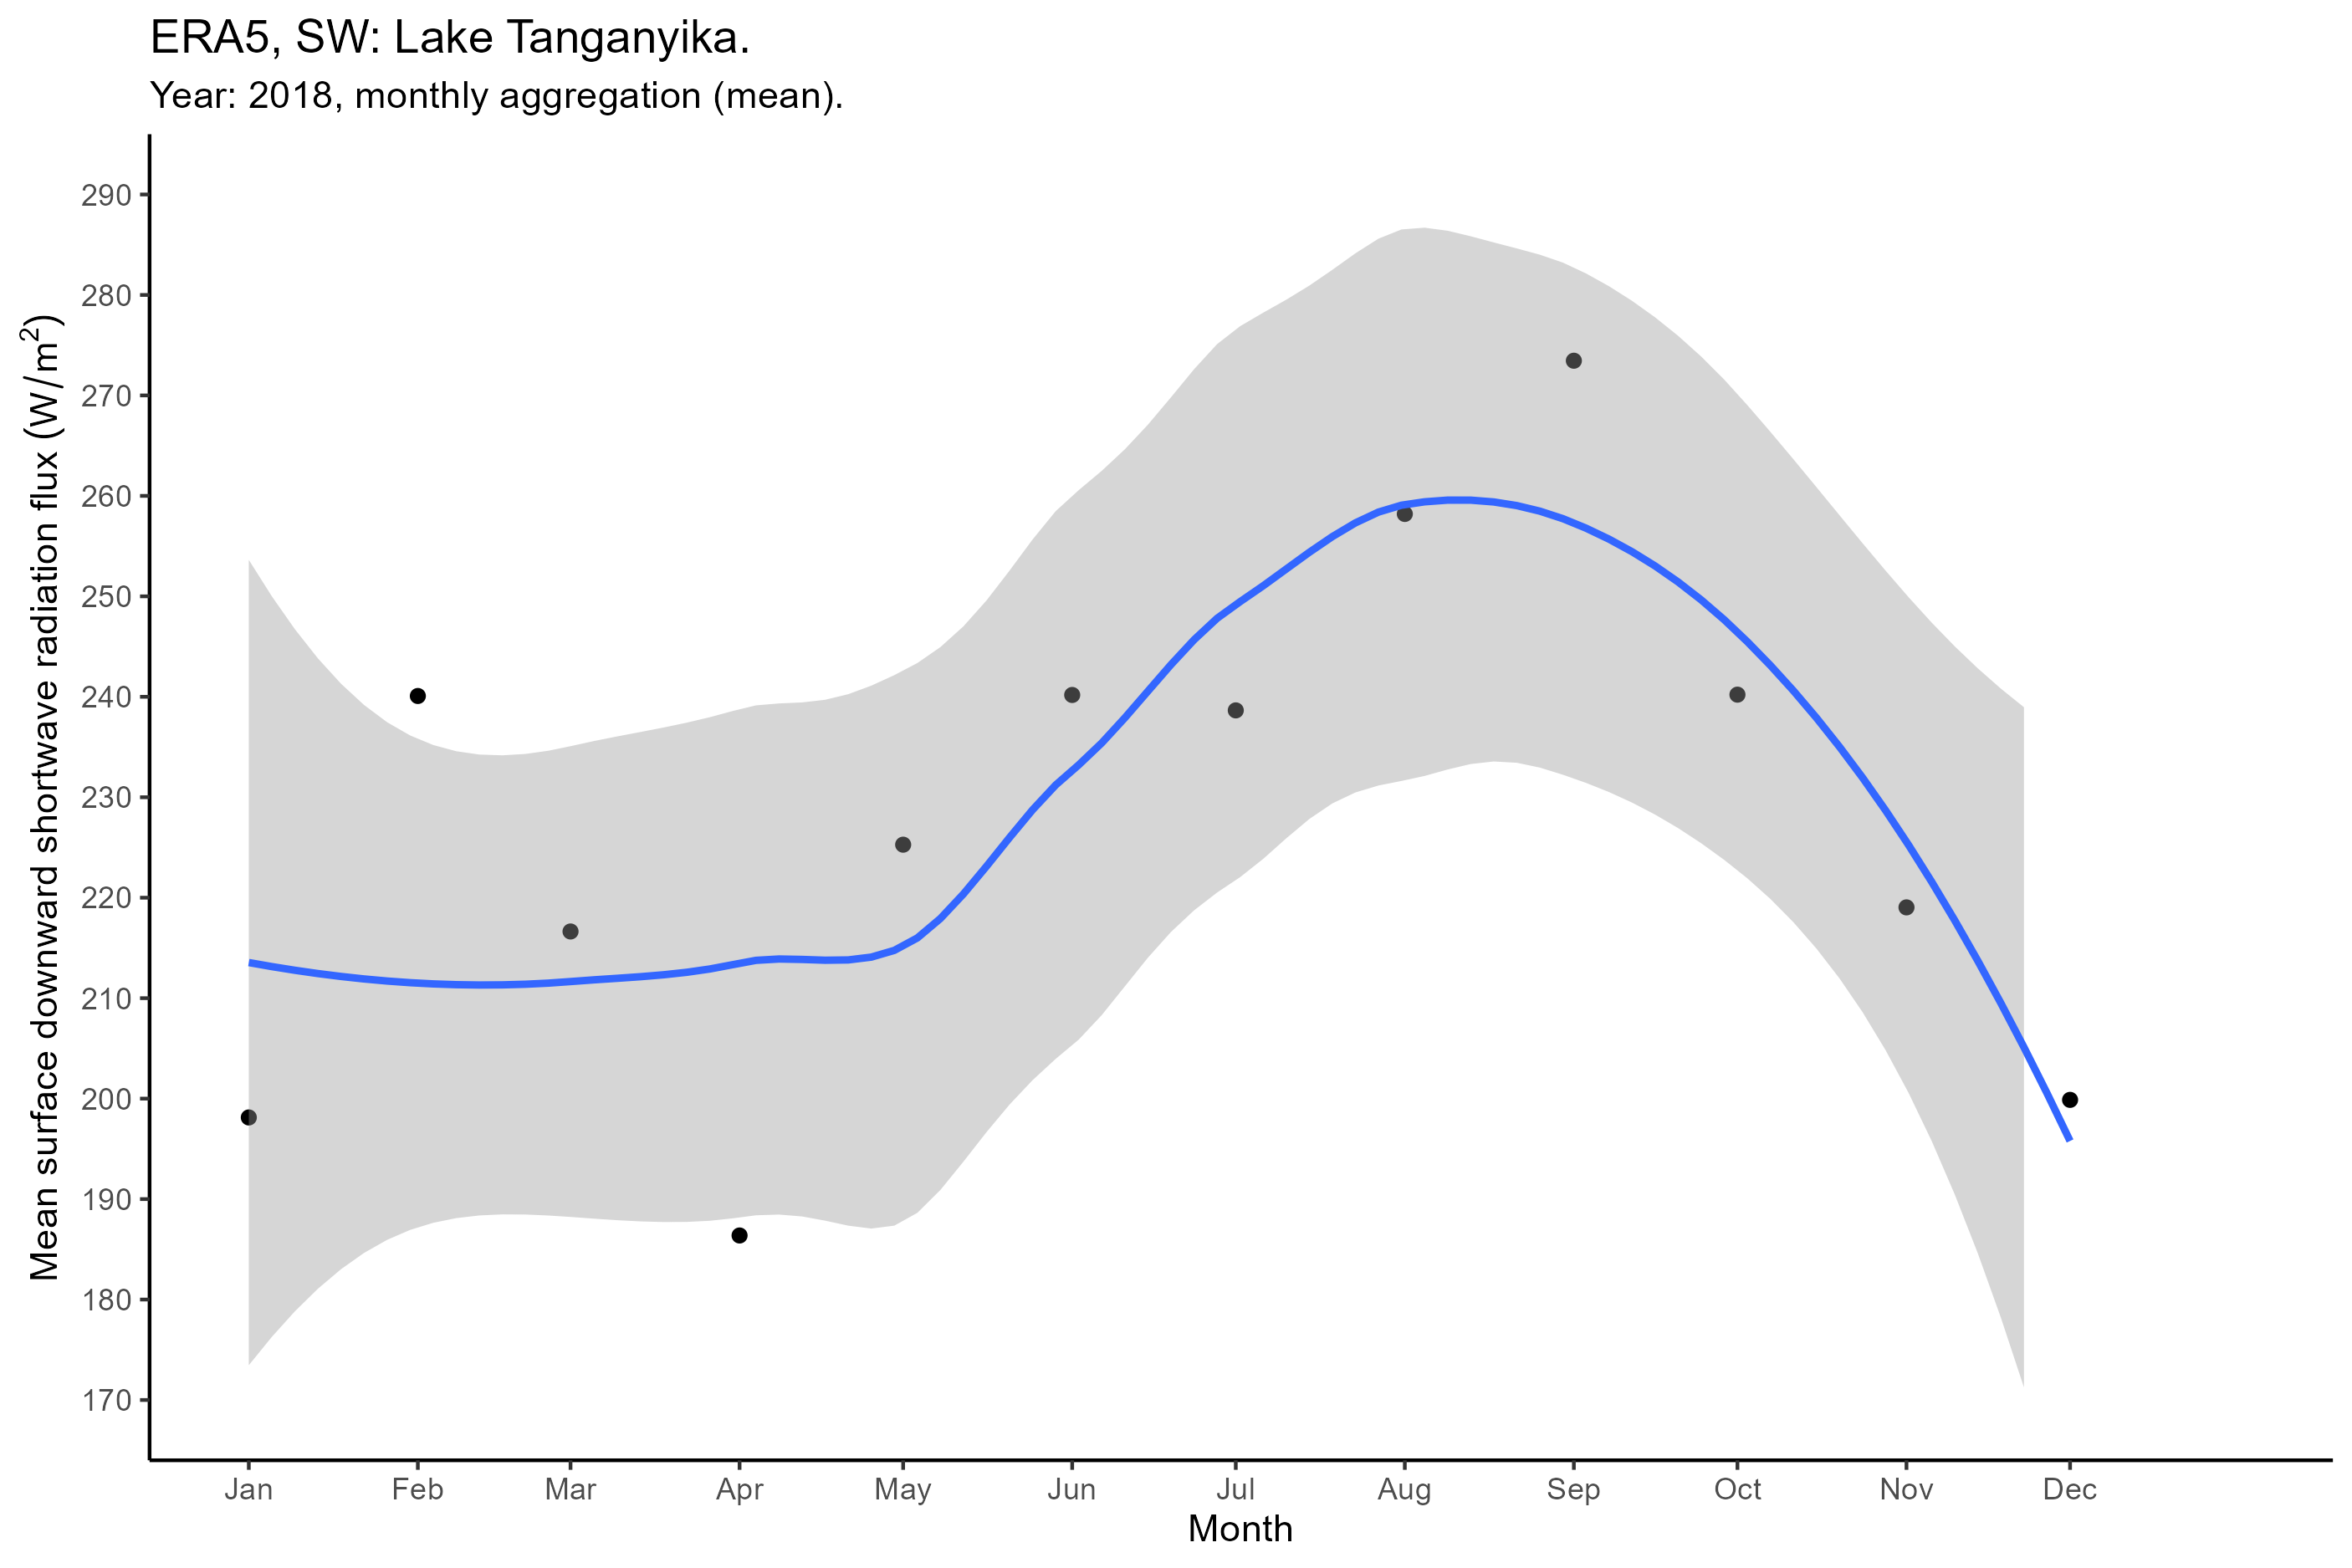 ERA5, SW: Lake Tanganyika.
Year: 2018, monthly aggregation (mean).
Mean surface downward shortwave radiation flux (W/m²)
290
280
270
260
250
240
230
220
210
200
190
180
170
Jan Feb Mar Apr May Jun Jul Aug Sep Oct Nov Dec
Month